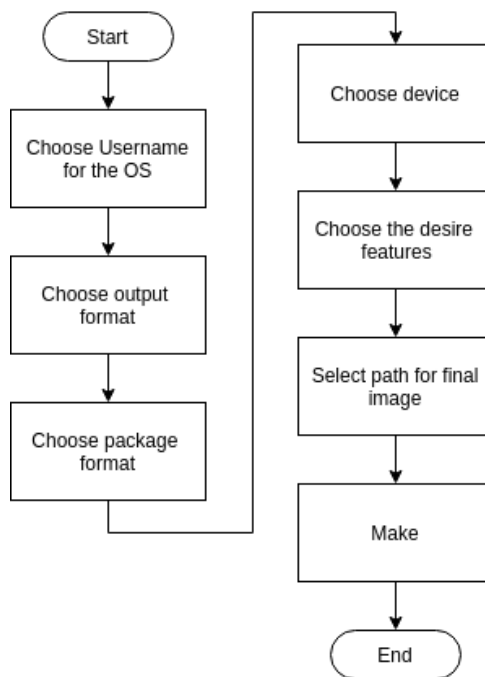 Start
Choose Username
for the OS
Choose output
format
Choose package
format
Choose device
Choose the desire
features
Select path for final
image
Make
End